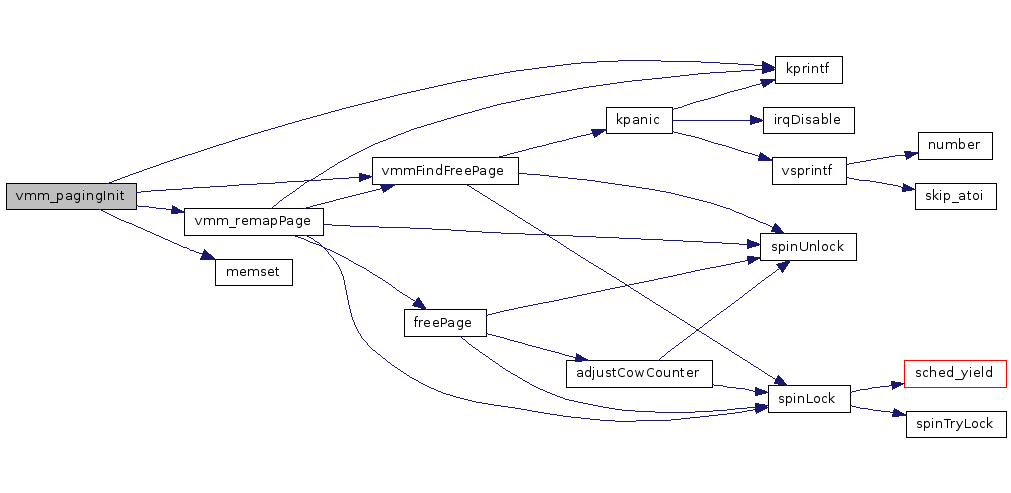 kprintf
kpanic
irqDisable
number
vmmFindFreePage
vsprintf
vmm_pagingInit
skip_atoi
vmm_remapPage
spinUnlock
memset
freePage
adjustCowCounter
sched_yield
spinLock
spinTryLock